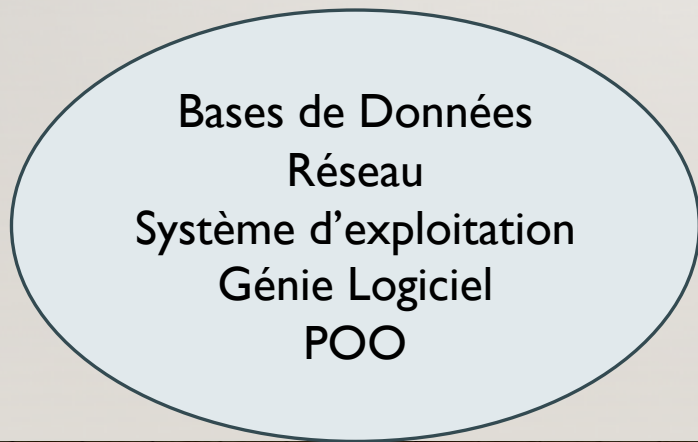 Bases de Données
Réseau
Système d’exploitation
Génie Logiciel
POO